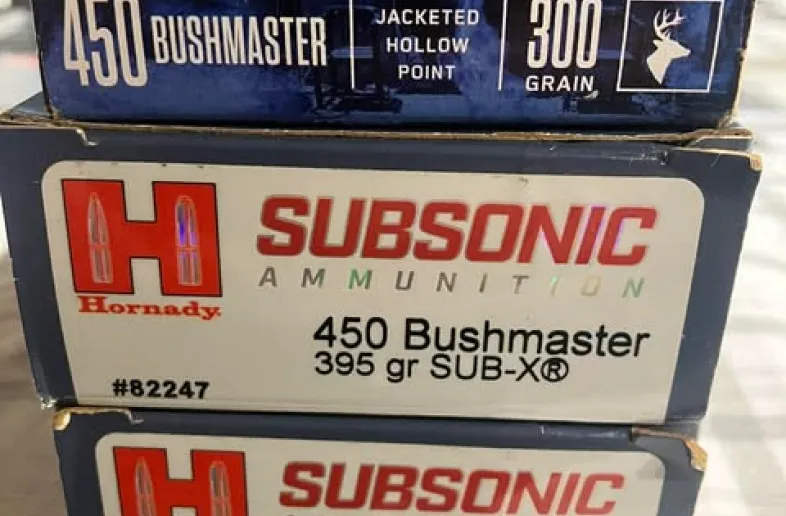 450 BUSHMASTER
JACKETED
HOLLOW
POINT
300
GRAIN
SUBSONIC
AMMUNITION
Hornady
450 Bushmaster
395 gr SUB-X®
#82247
SUBSONIC